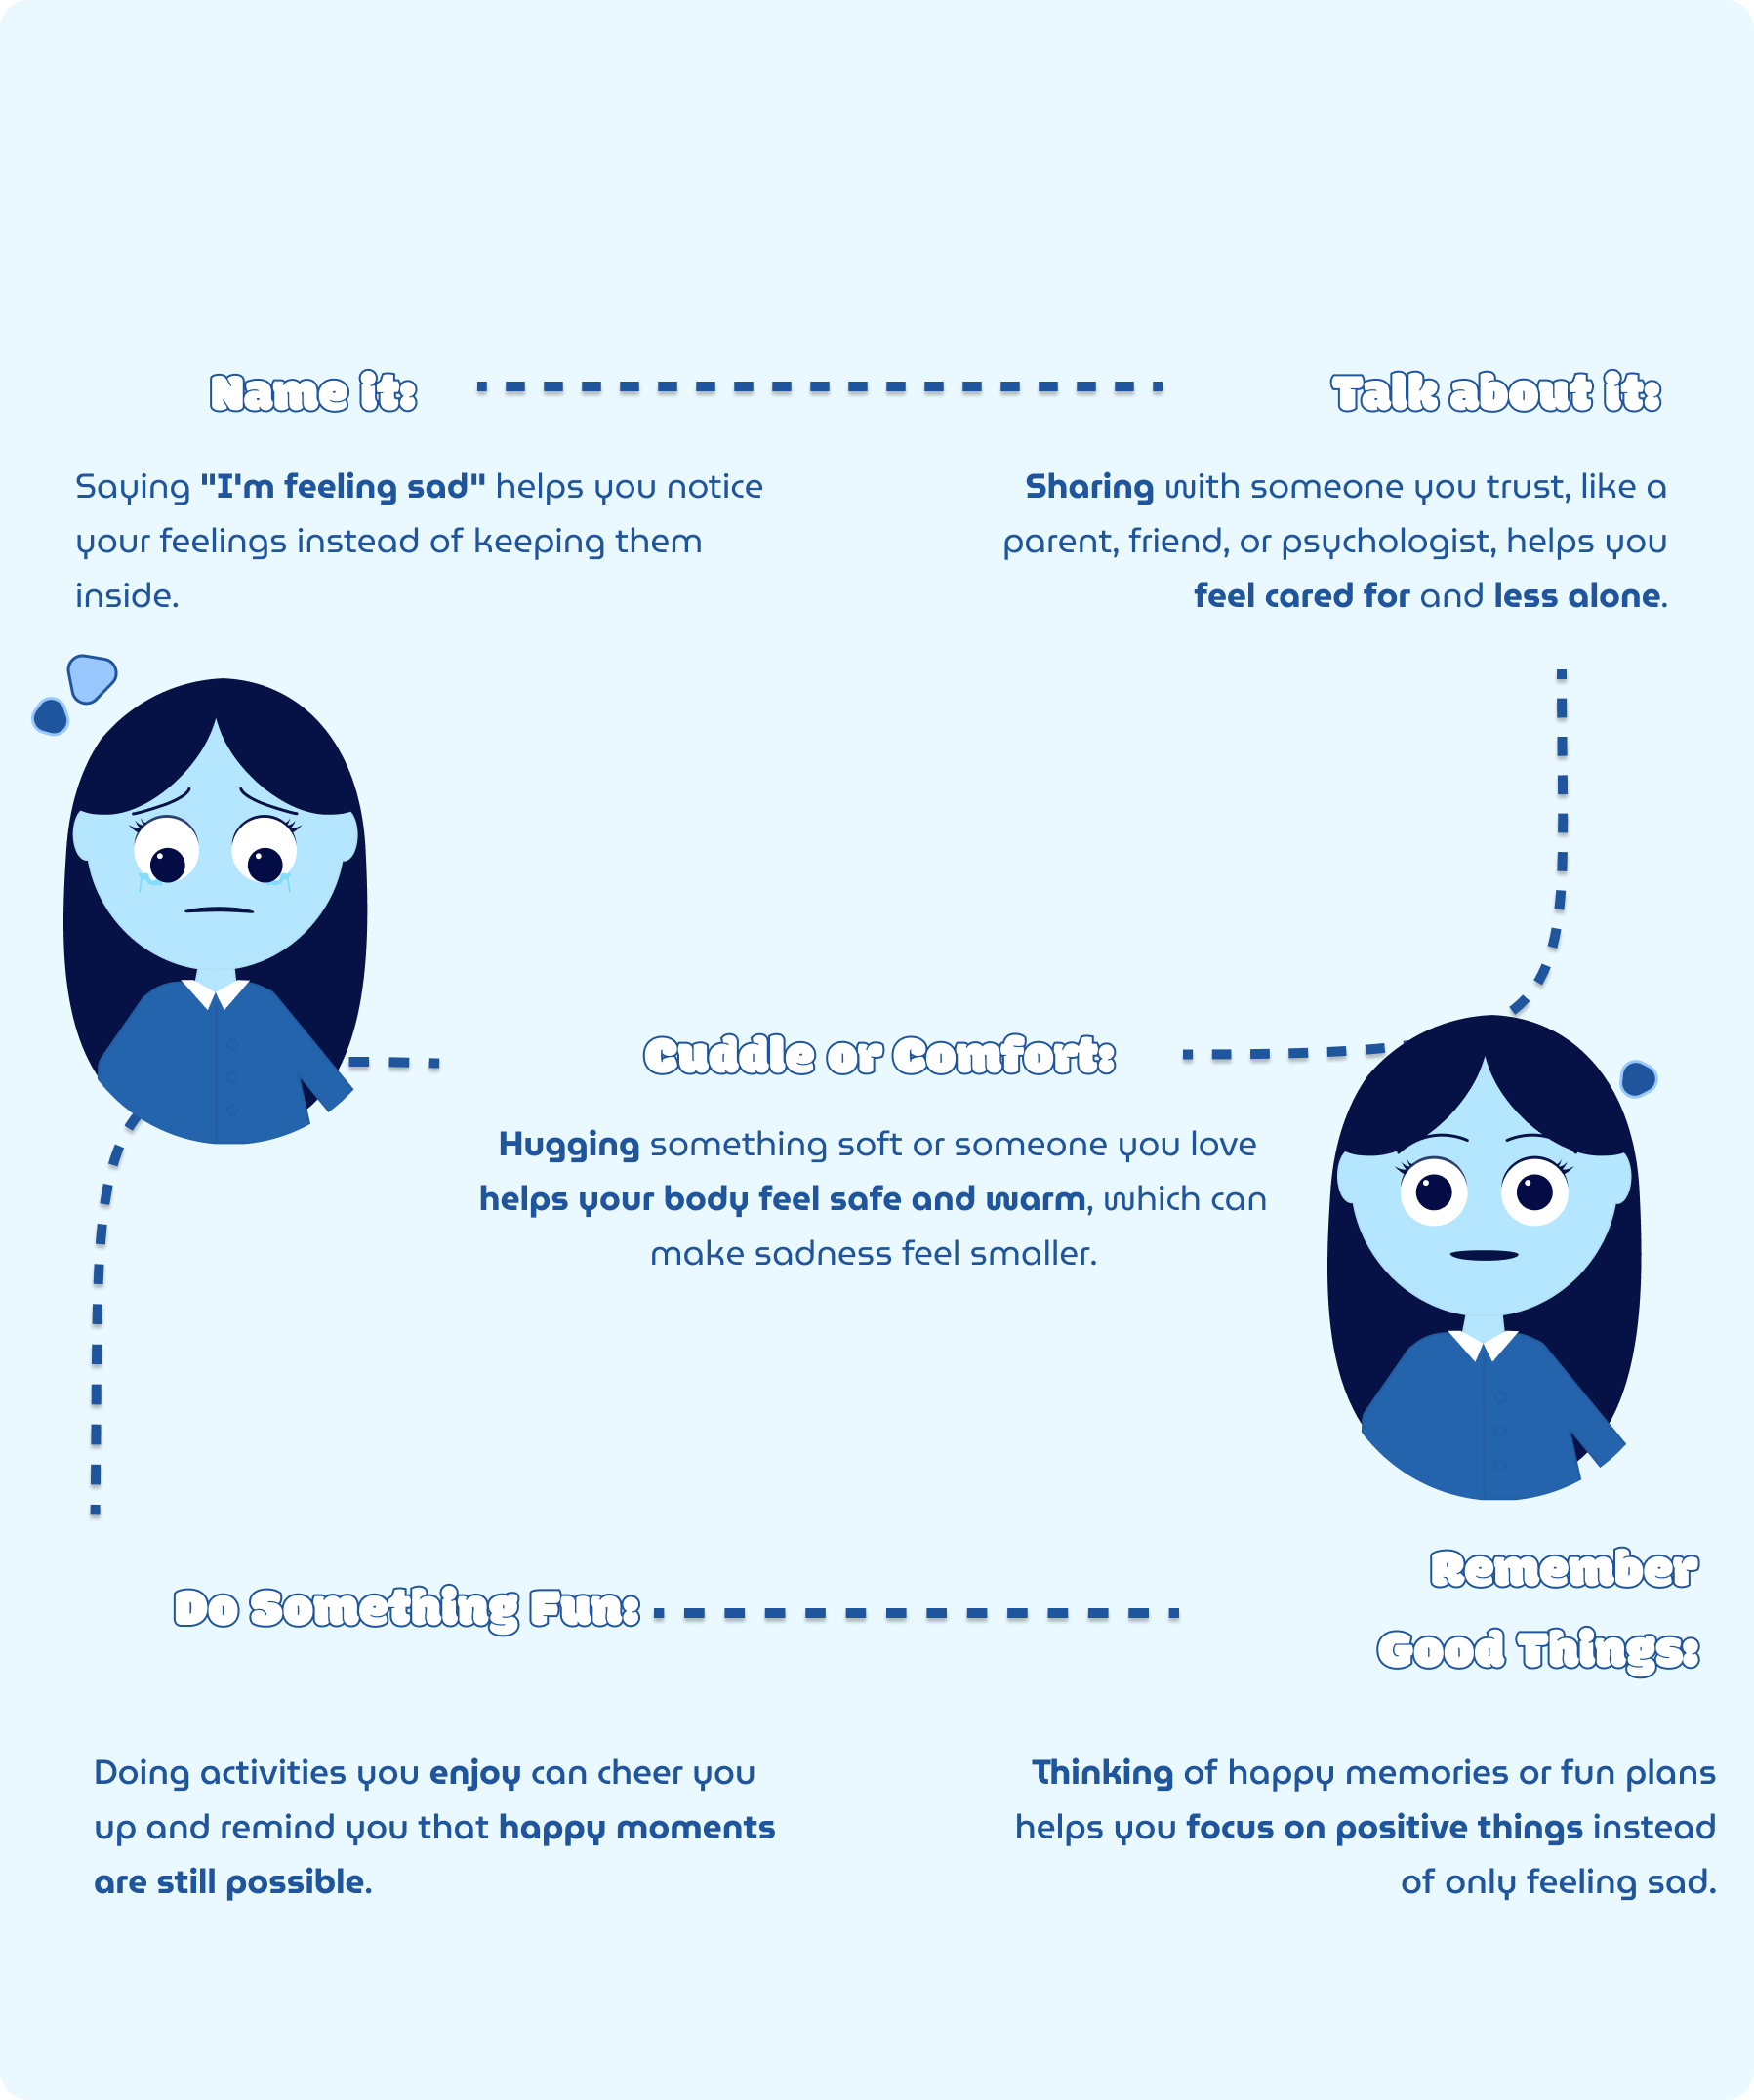 Name it:
Saying "I'm feeling sad" helps you notice
your feelings instead of keeping them
inside.
Talk about it:
Sharing with someone you trust, like a
parent, friend, or psychologist, helps you
feel cared for and less alone.
Cuddle or Comfort:
Hugging something soft or someone you love
helps your body feel safe and warm, which can
make sadness feel smaller.
Do Something Fun:
Doing activities you enjoy can cheer you
up and remind you that happy moments
are still possible.
Remember
Good Things:
Thinking of happy memories or fun plans
helps you focus on positive things instead
of only feeling sad.